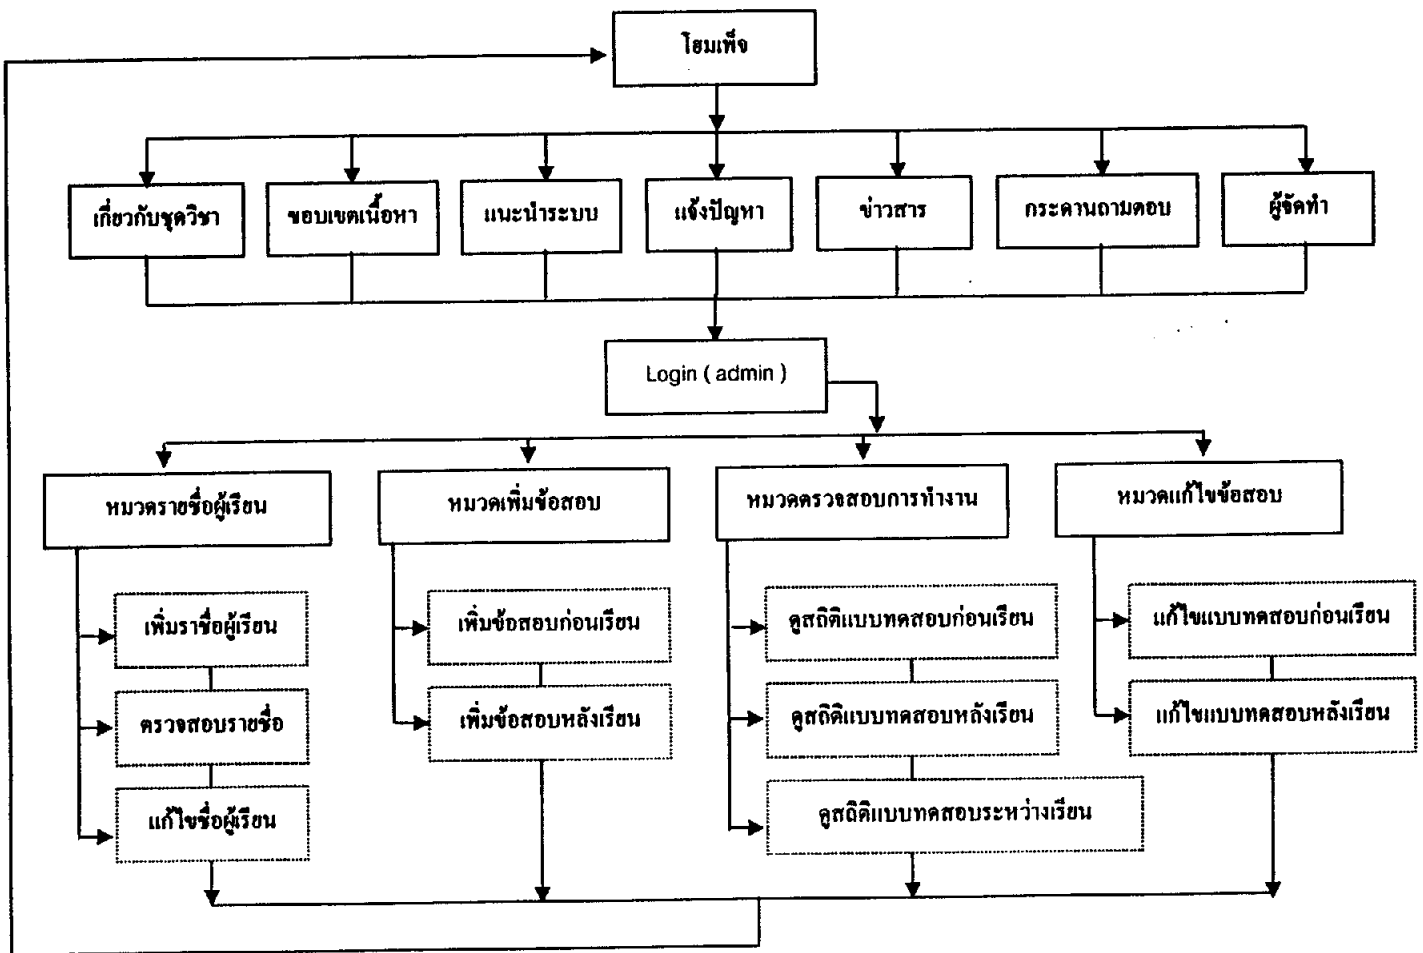 โฮมเพ็จ
เกี่ยวกับชุดวิชา
ขอบเขตเนื้อหา
แนะนำระบบ
แจ้งปัญหา
ข่าวสาร
กระดานถามตอบ
ผู้จัดทำ
Login ( admin )
หมวดรายชื่อผู้เรียน
หมวดเพิ่มข้อสอบ
หมวดตรวจสอบการทำงาน
หมวดแก้ไขข้อสอบ
เพิ่มราชื่อผู้เรียน
เพิ่มข้อสอบก่อนเรียน
ดูสถิติแบบทดสอบก่อนเรียน
แก้ไขแบบทดสอบก่อนเรียน
ตรวจสอบรายชื่อ
เพิ่มข้อสอบหลังเรียน
ดูสถิติแบบทดสอบหลังเรียน
แก้ไขแบบทดสอบหลังเรียน
แก้ไขชื่อผู้เรียน
ดูสถิติแบบทดสอบระหว่างเรียน